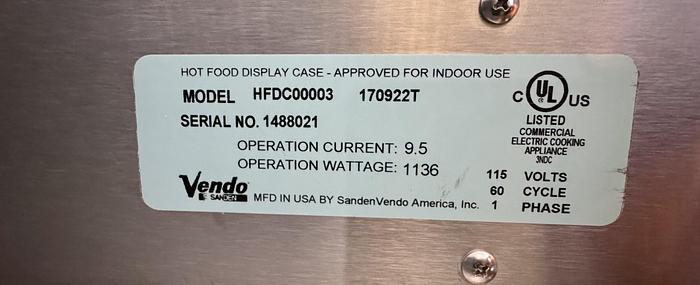 HOT FOOD DISPLAY CASE - APPROVED FOR INDOOR USE
MODEL HFDC00003 170922T
SERIAL NO. 1488021
C UL US
LISTED
COMMERCIAL
ELECTRIC COOKING
APPLIANCE
3NDC
OPERATION CURRENT: 9.5
OPERATION WATTAGE: 1136
115 VOLTS
60 CYCLE
1 PHASE
Vendo
SANDEN
MFD IN USA BY SandenVendo America, Inc.